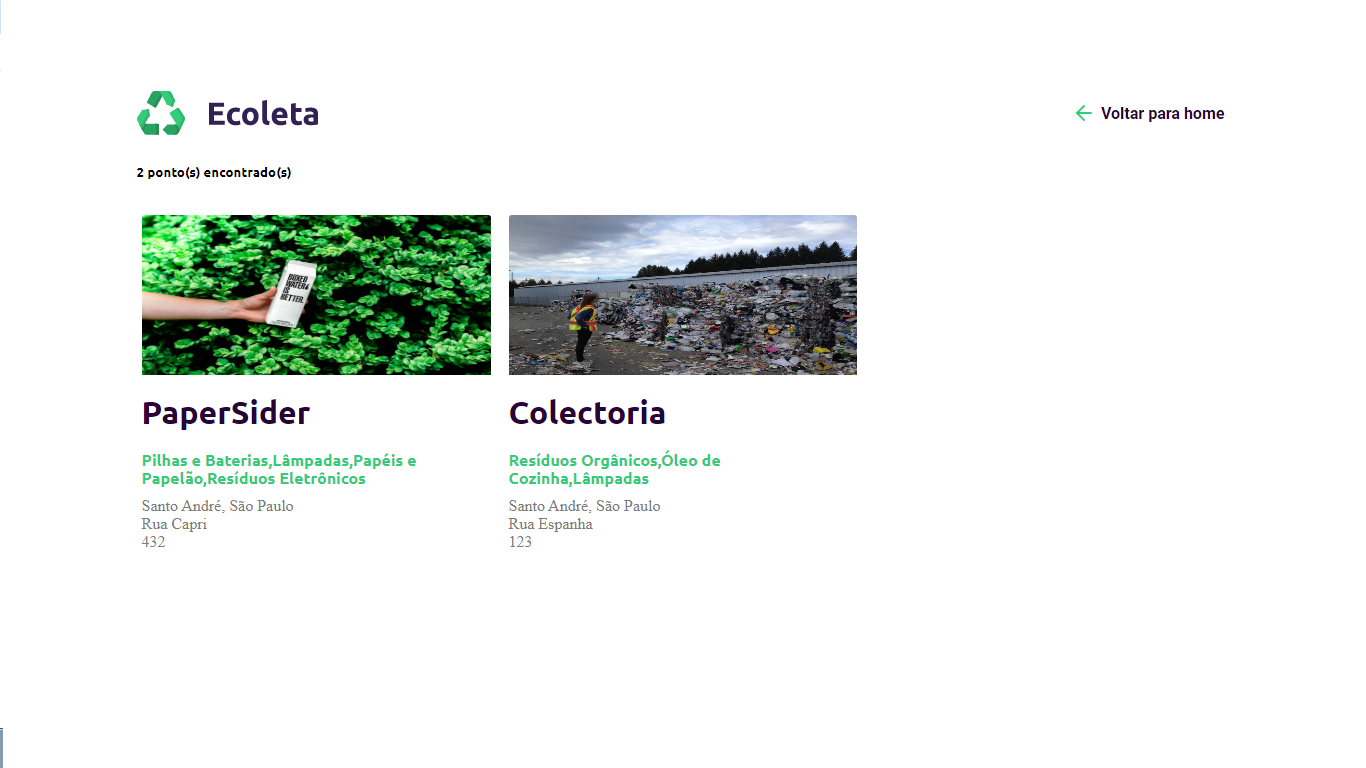 Ecoleta
Voltar para home
2 ponto(s) encontrado(s)
BOXED
WATER
IS
BETTER.
PaperSider
Pilhas e Baterias,Lâmpadas,Papéis e
Papelão,Resíduos Eletrônicos
Santo André, São Paulo
Rua Capri
432
Colectoria
Resíduos Orgânicos,Óleo de
Cozinha,Lâmpadas
Santo André, São Paulo
Rua Espanha
123